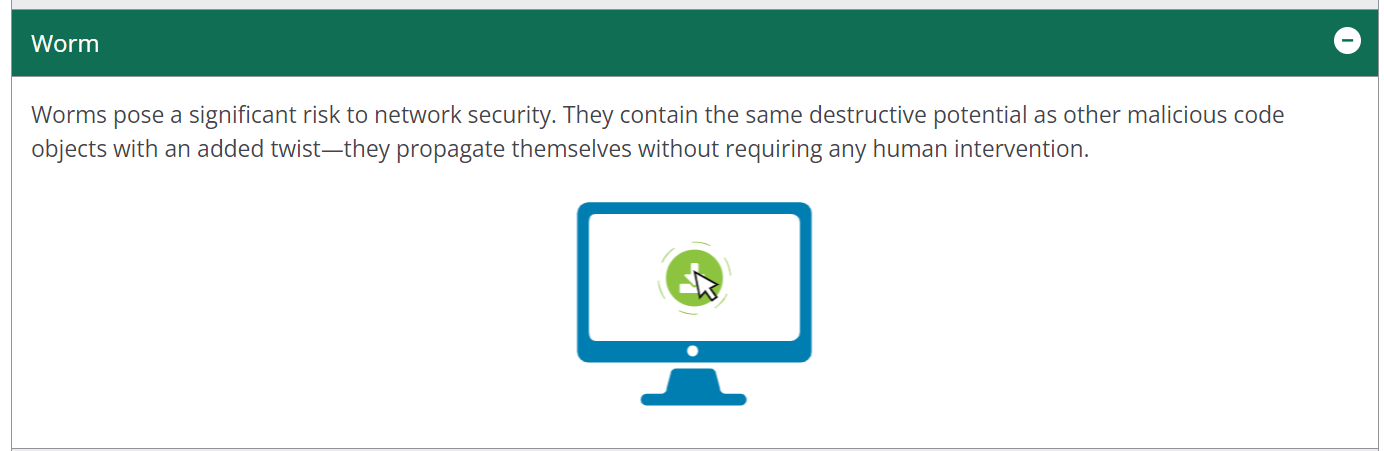 Worm
Worms pose a significant risk to network security. They contain the same destructive potential as other malicious code
objects with an added twist—they propagate themselves without requiring any human intervention.